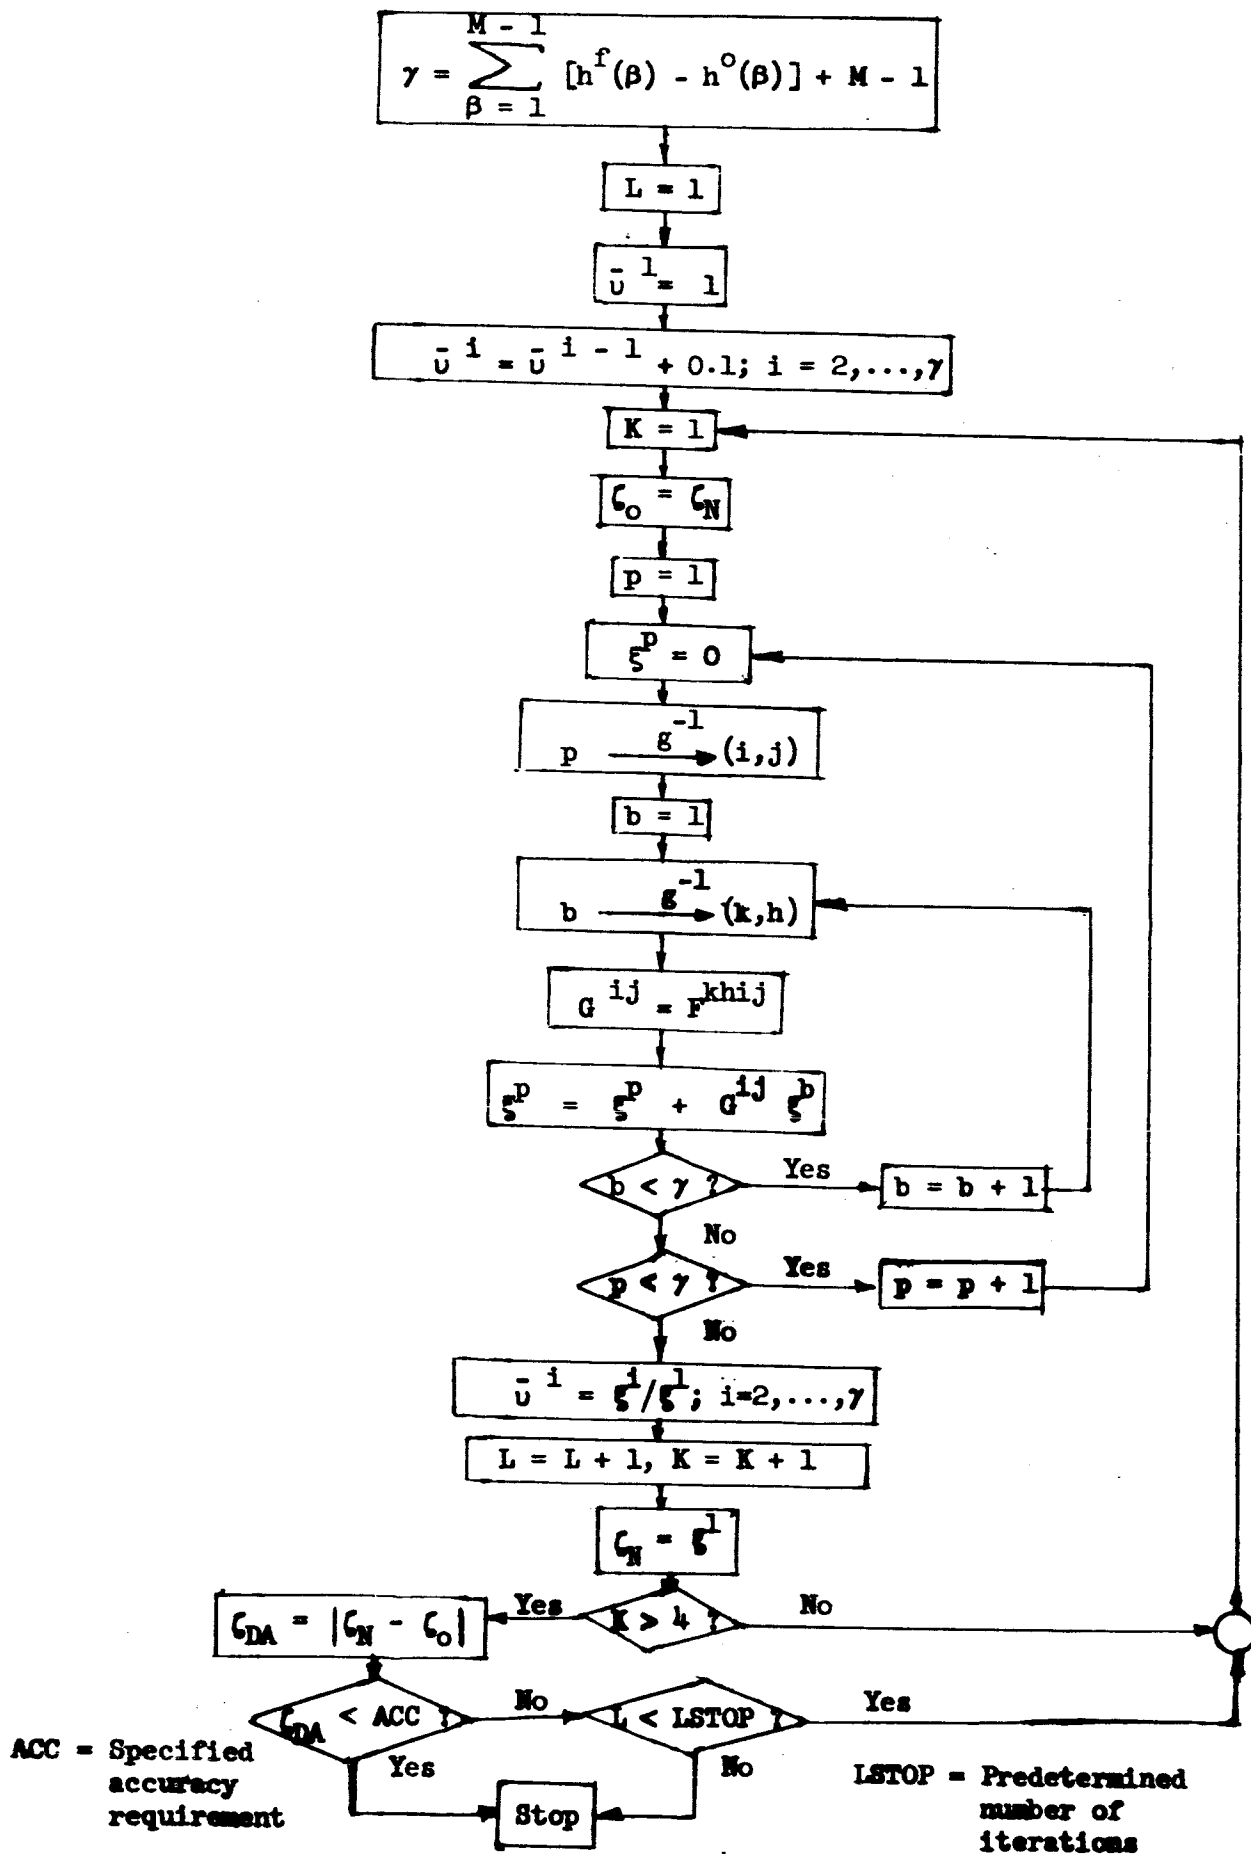 γ = Σ_{β = 1}^{M - 1} [h^f(β) - h^o(β)] + M - 1
L = 1
ῡ^1 = 1
ῡ^i = ῡ^{i - 1} + 0.1; i = 2,...,γ
K = 1
ζ_o = ζ_N
p = 1
ξ^p = 0
p g^{-1}→ (i,j)
b = 1
b g^{-1}→ (k,h)
G^{ij} = F^{khij}
ξ^p = ξ^p + G^{ij} ξ^b
b < γ ?
Yes
b = b + 1
No
p < γ ?
Yes
p = p + 1
No
ῡ^i = ξ^i/ξ^1; i=2,...,γ
L = L + 1, K = K + 1
ζ_N = ξ^1
K > 4 ?
Yes
No
ζ_DA = |ζ_N - ζ_o|
ζ_DA < ACC ?
No
L < LSTOP ?
Yes
Yes
No
Stop
ACC = Specified
accuracy
requirement
LSTOP = Predetermined
number of
iterations